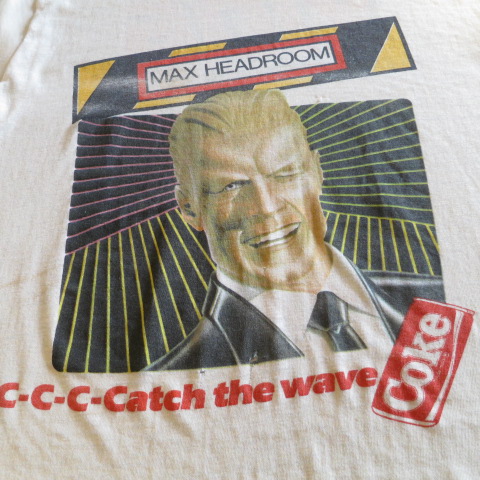 MAX HEADROOM
C-C-C-Catch the wave
Coke